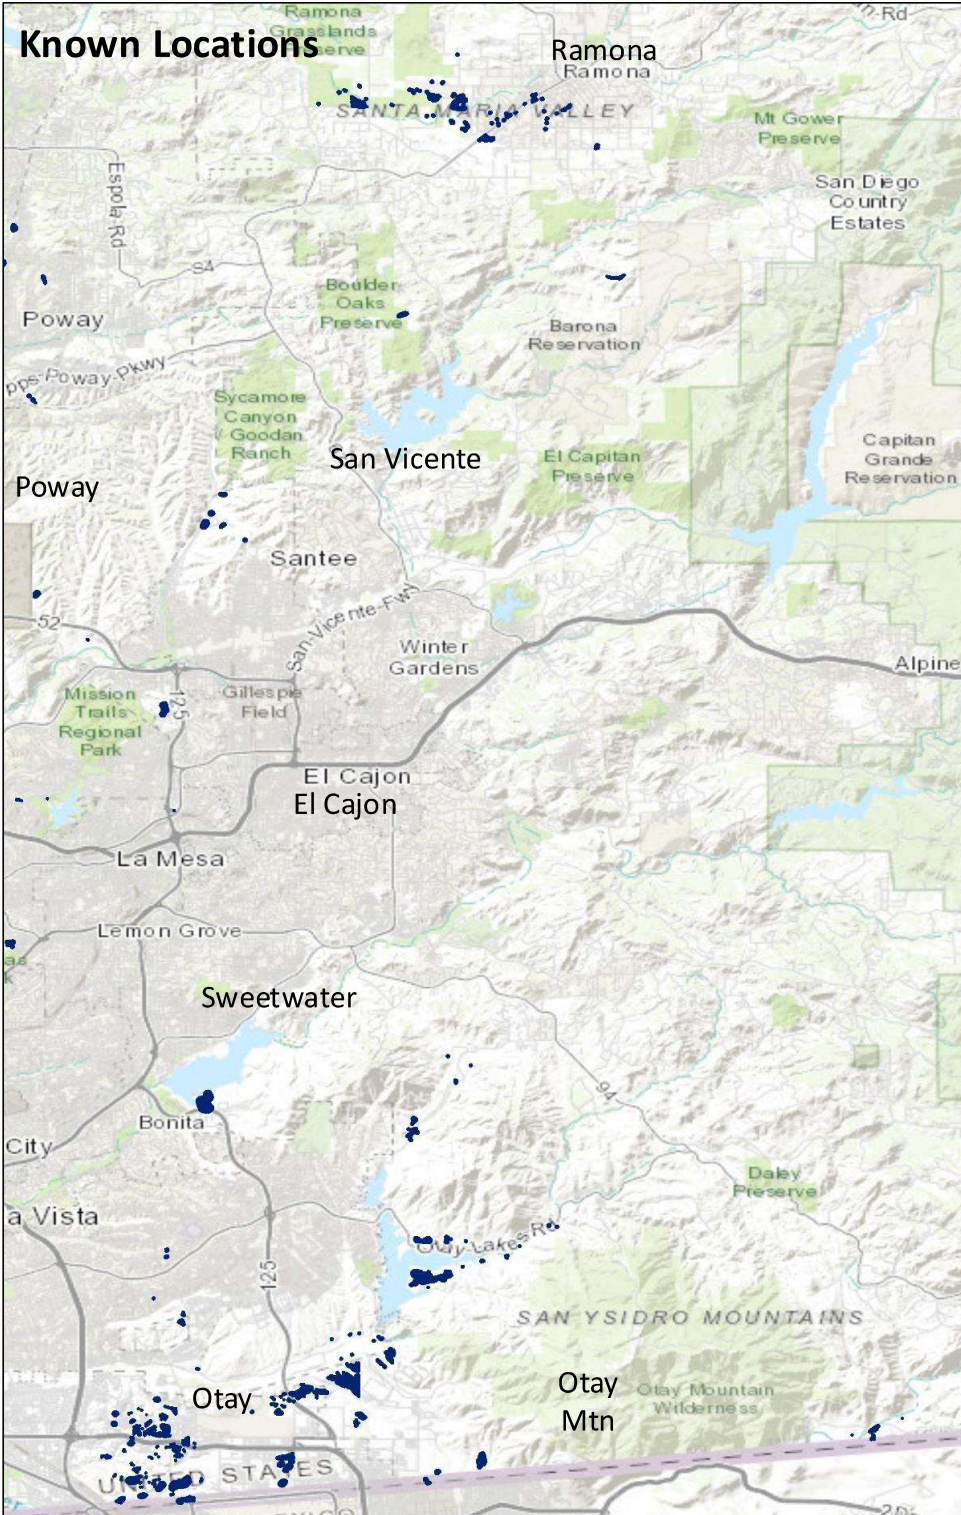 Known Locations
Ramona
Grasslands
Ramona
Ramona
SANTA MARIA VALLEY
Mt Gower
Preserve
San Diego
Country
Estates
Espola Rd
S4
Boulder
Oaks
Preserve
Poway
Barona
Reservation
Poway-Pkwy
Sycamore
Canyon
Goodan
Ranch
San Vicente
El Capitan
Preserve
Capitan
Grande
Reservation
Poway
Santee
52
San-Vicente-Fwy
Winter
Gardens
Alpine
Mission
Trails
Regional
Park
125
Gillespie
Field
El Cajon
El Cajon
La Mesa
Lemon Grove
Sweetwater
94
Bonita
City
Daley
Preserve
a Vista
Otay-Lakes Rd
125
SAN YSIDRO MOUNTAINS
Otay
Otay
Mtn
Otay Mountain
Wilderness
UNITED STATES